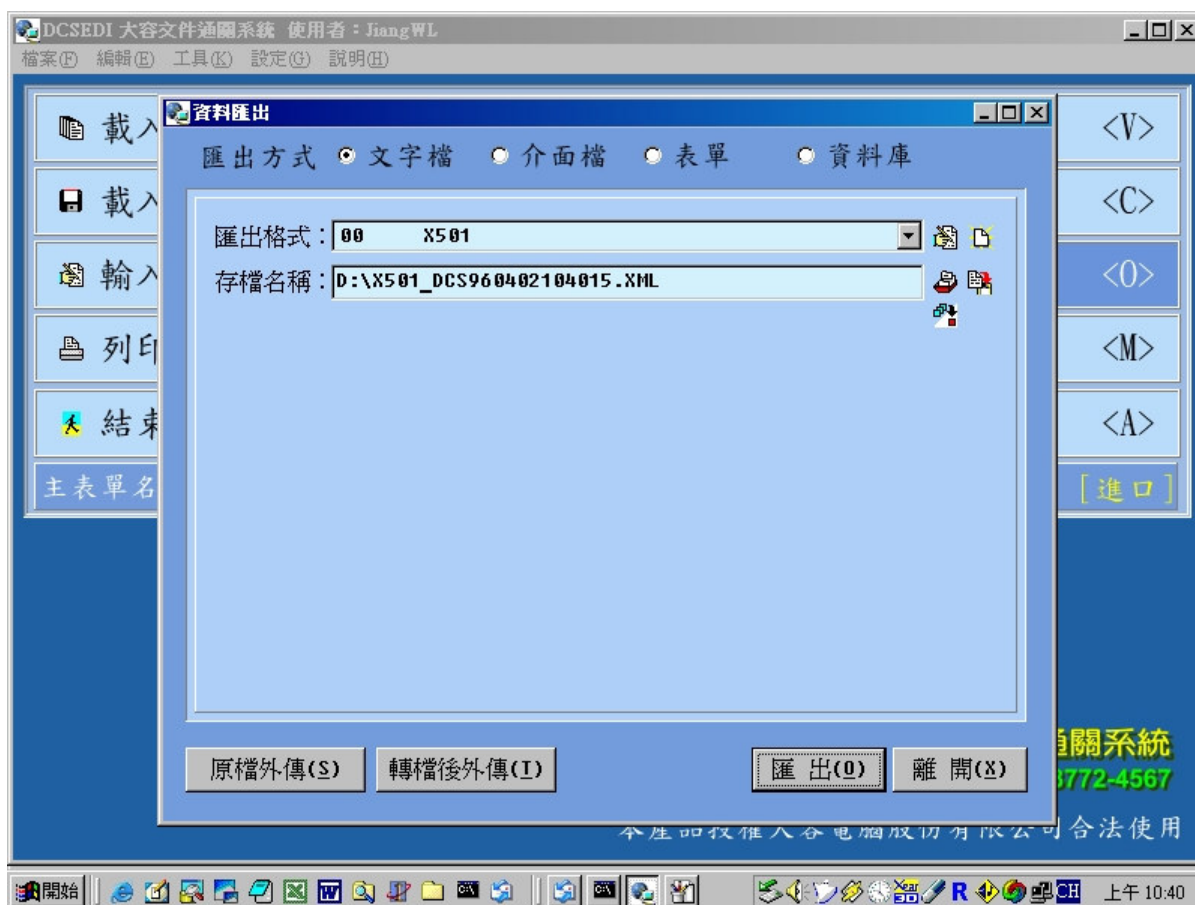 DCSEDI 大容文件通關系統 使用者：JiangWL
檔案(F) 編輯(E) 工具(K) 設定(G) 說明(H)
資料匯出
匯出方式 文字檔 介面檔 表單 資料庫
匯出格式：00 X501
存檔名稱：D:\X501_DCS960402104015.XML
原檔外傳(S) 轉檔後外傳(T) 匯 出(O) 離 開(X)
載入 <V>
載入 <C>
輸入 <O>
列印 <M>
結束 <A>
主表單名 [進口]
通關系統
3772-4567
本產品授權大容電腦股份有限公司合法使用
開始 CH 上午 10:40